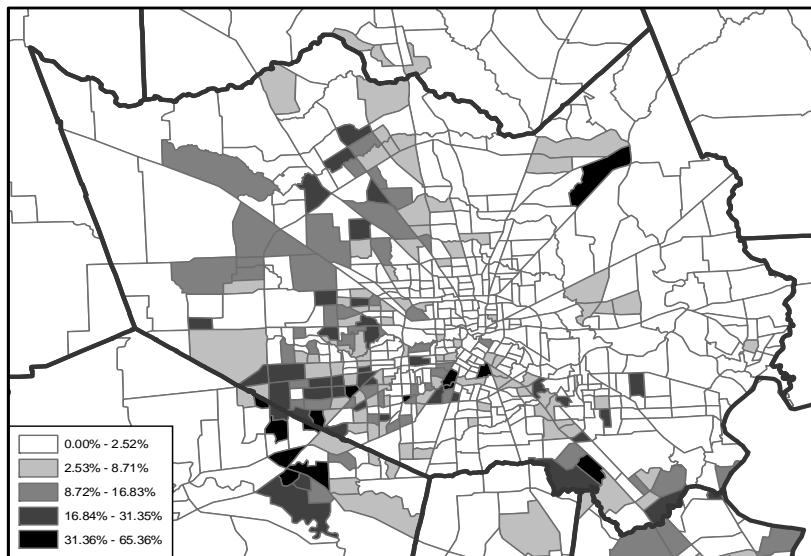 0.00% - 2.52%
2.53% - 8.71%
8.72% - 16.83%
16.84% - 31.35%
31.36% - 65.36%